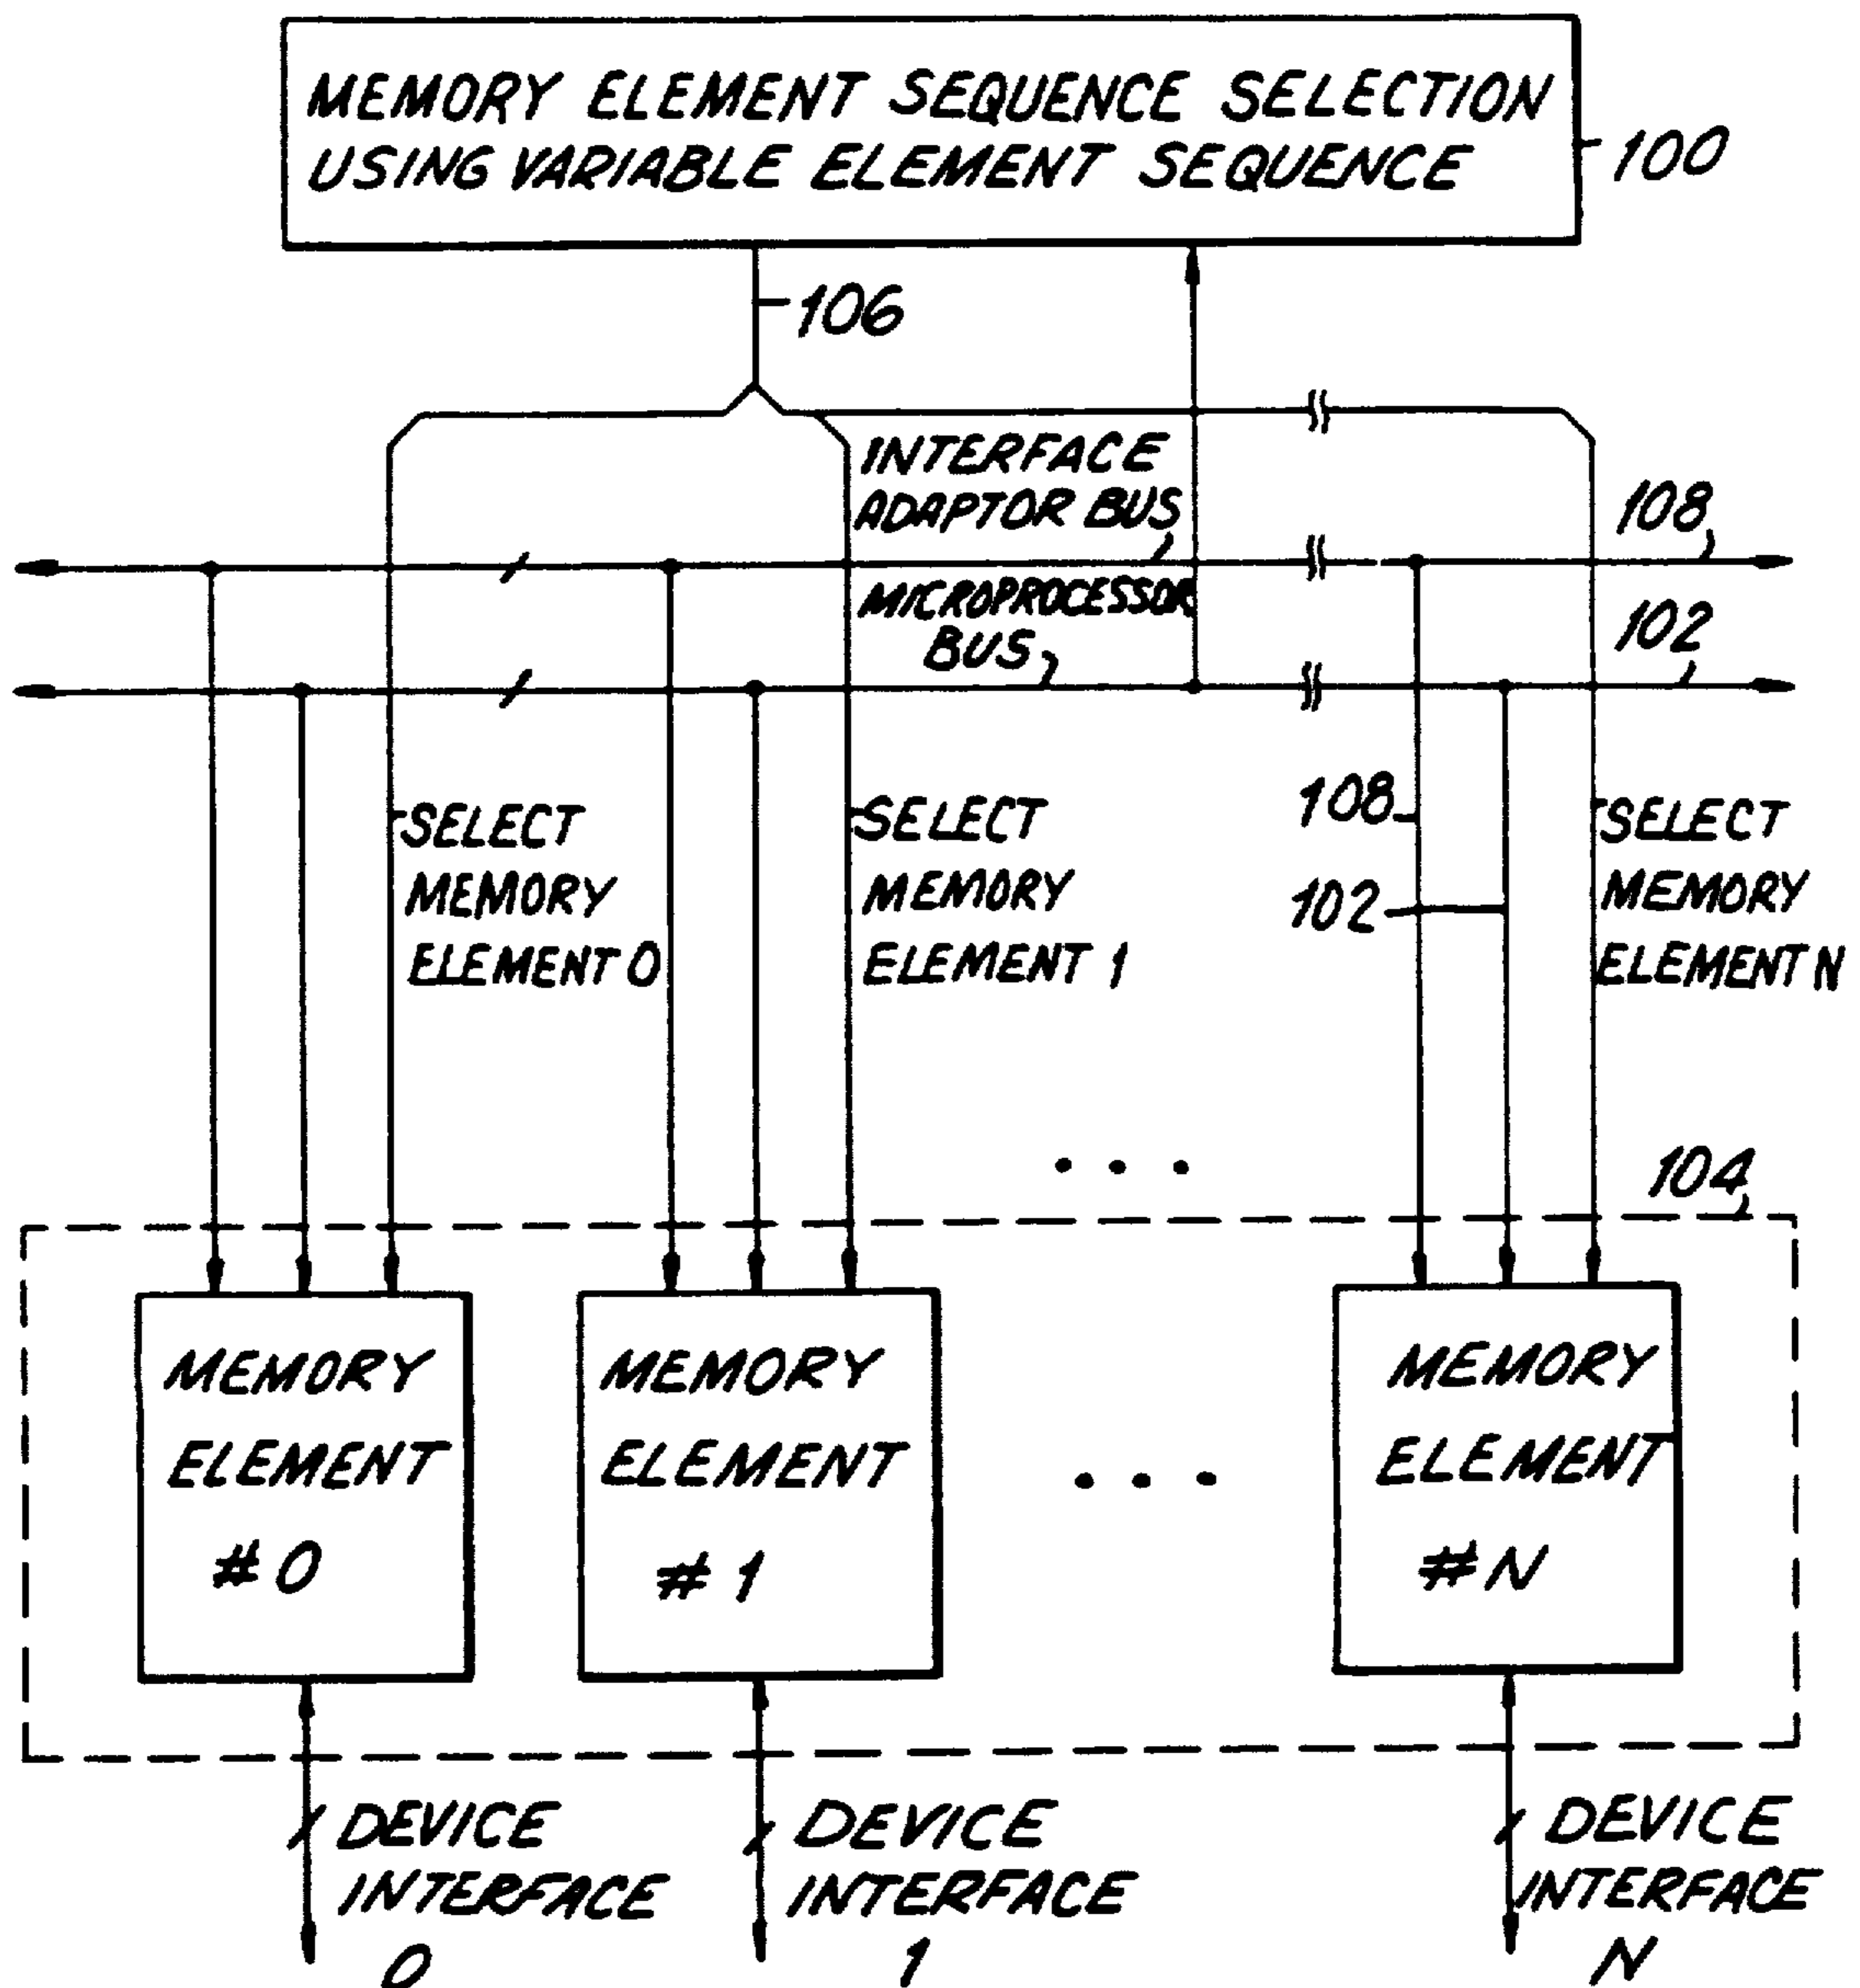 MEMORY ELEMENT SEQUENCE SELECTION
USING VARIABLE ELEMENT SEQUENCE
100
106
INTERFACE
ADAPTOR BUS
108
MICROPROCESSOR
BUS
102
SELECT
MEMORY
ELEMENT 0
SELECT
MEMORY
ELEMENT 1
108
102
SELECT
MEMORY
ELEMENT N
. . .
104
MEMORY
ELEMENT
#0
MEMORY
ELEMENT
#1
. . .
MEMORY
ELEMENT
#N
DEVICE
INTERFACE
0
DEVICE
INTERFACE
1
DEVICE
INTERFACE
N